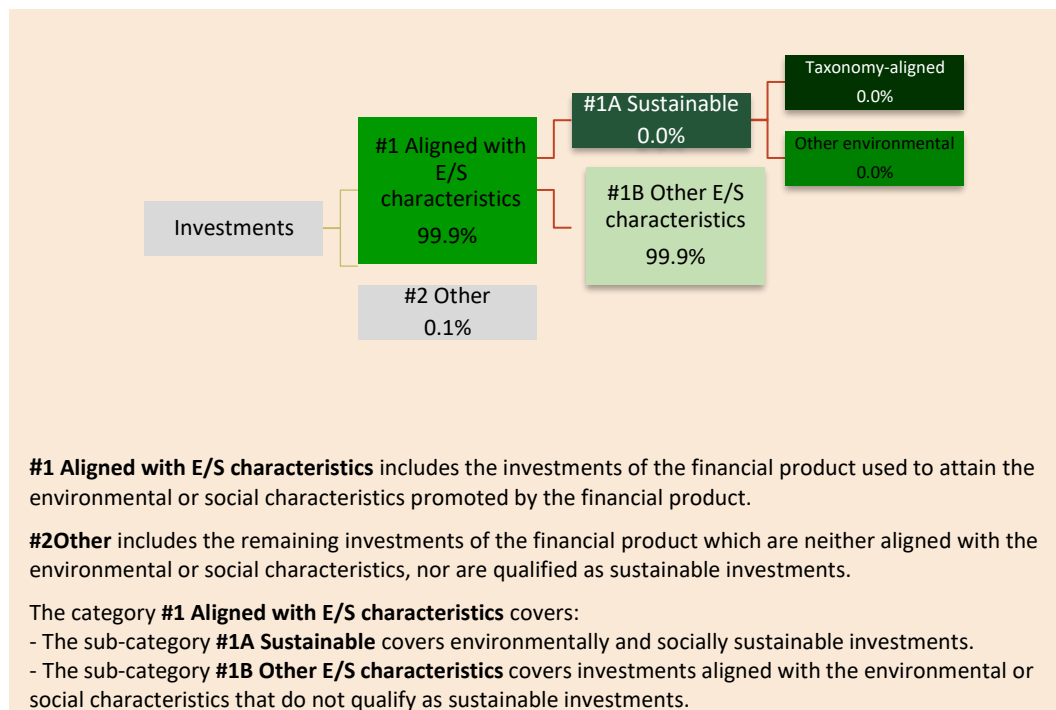 Investments
#1 Aligned with
E/S
characteristics
99.9%
#2 Other
0.1%
#1A Sustainable
0.0%
#1B Other E/S
characteristics
99.9%
Taxonomy-aligned
0.0%
Other environmental
0.0%
#1 Aligned with E/S characteristics includes the investments of the financial product used to attain the
environmental or social characteristics promoted by the financial product.
#2Other includes the remaining investments of the financial product which are neither aligned with the
environmental or social characteristics, nor are qualified as sustainable investments.
The category #1 Aligned with E/S characteristics covers:
- The sub-category #1A Sustainable covers environmentally and socially sustainable investments.
- The sub-category #1B Other E/S characteristics covers investments aligned with the environmental or
social characteristics that do not qualify as sustainable investments.